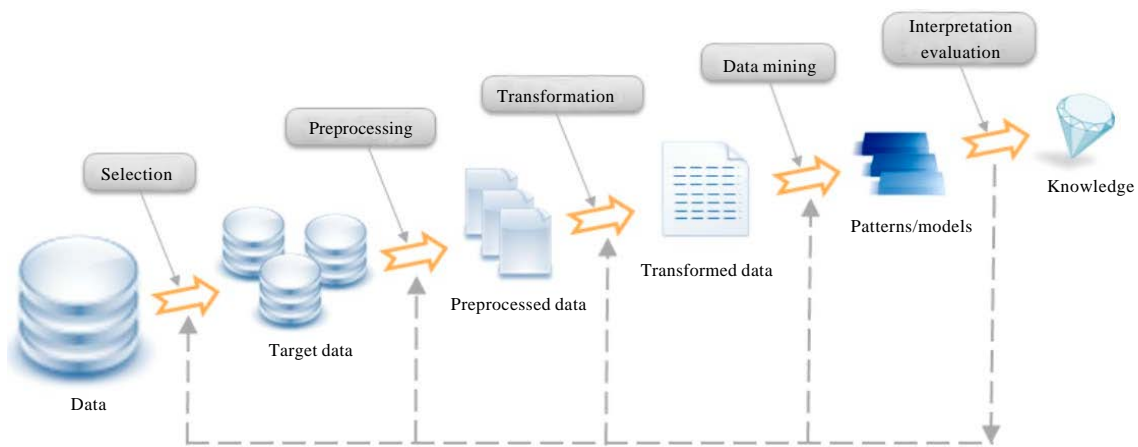 Interpretation
evaluation
Data mining
Transformation
Preprocessing
Selection
Knowledge
Patterns/models
Transformed data
Preprocessed data
Target data
Data